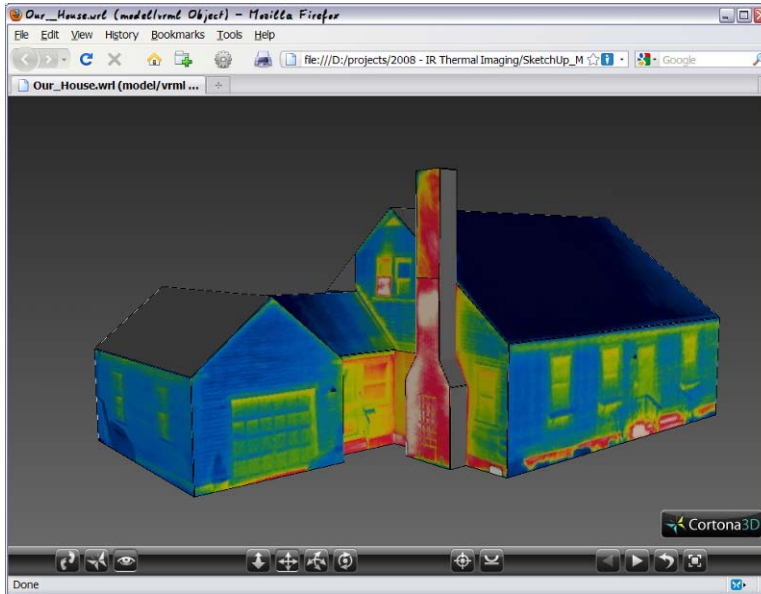 Our_House.wrl (model/vrml Object) - Mozilla Firefox
File Edit View History Bookmarks Tools Help
file:///D:/projects/2008 - IR Thermal Imaging/SketchUp_M
Google
Our_House.wrl (model/vrml ...
Cortona3D
Done